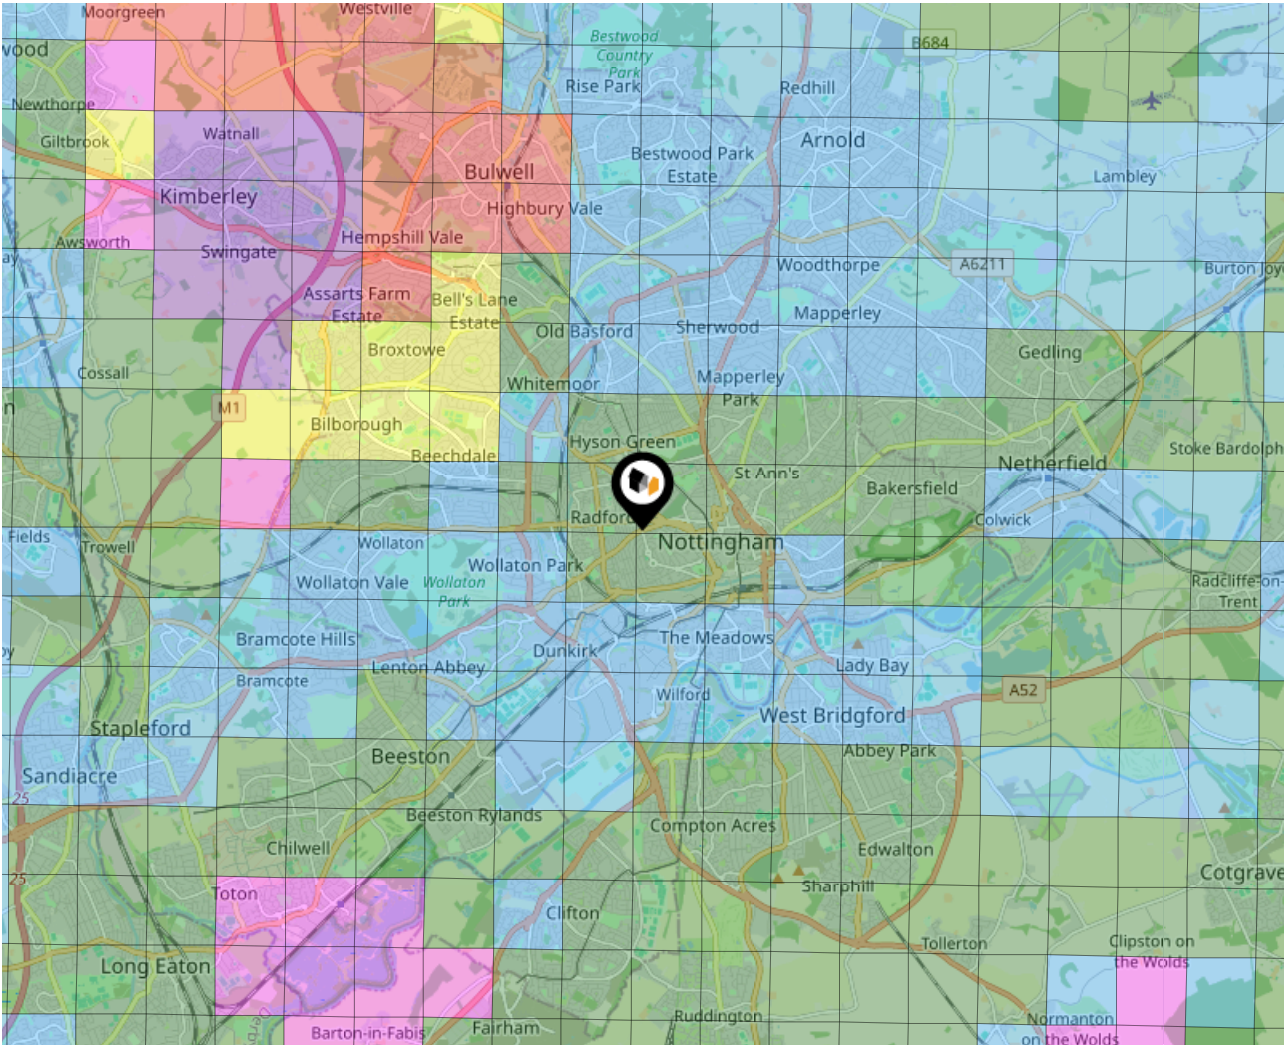 Moorgreen
Westville
B684
Bestwood
Country
Park
wood
Rise Park
Redhill
Newthorpe
Giltbrook
Watnall
Arnold
Bestwood Park
Estate
Bulwell
Lambley
Kimberley
Highbury Vale
Awsworth
Hempshill Vale
Swingate
ay
Woodthorpe
A6211
Burton Joy
Assarts Farm
Estate
Bell's Lane
Estate
Mapperley
Old Basford
Sherwood
Broxtowe
Gedling
Cossall
Whitemoor
Mapperley
Park
M1
n
Bilborough
Hyson Green
Beechdale
Stoke Bardolph
Netherfield
St Ann's
Bakersfield
Radford
Colwick
Fields
Trowell
Wollaton
Nottingham
Wollaton Park
Wollaton Vale
Wollaton
Park
Radcliffe-on-
Trent
Bramcote Hills
The Meadows
by
Dunkirk
Lenton Abbey
Lady Bay
Bramcote
Wilford
A52
Stapleford
West Bridgford
Beeston
Abbey Park
Sandiacre
25
Beeston Rylands
Compton Acres
Chilwell
Edwalton
25
Cotgrave
Toton
Sharphill
Clifton
Tollerton
Clipston on
the Wolds
Long Eaton
Ruddington
Normanton
on the Wolds
Barton-in-Fabis
Fairham